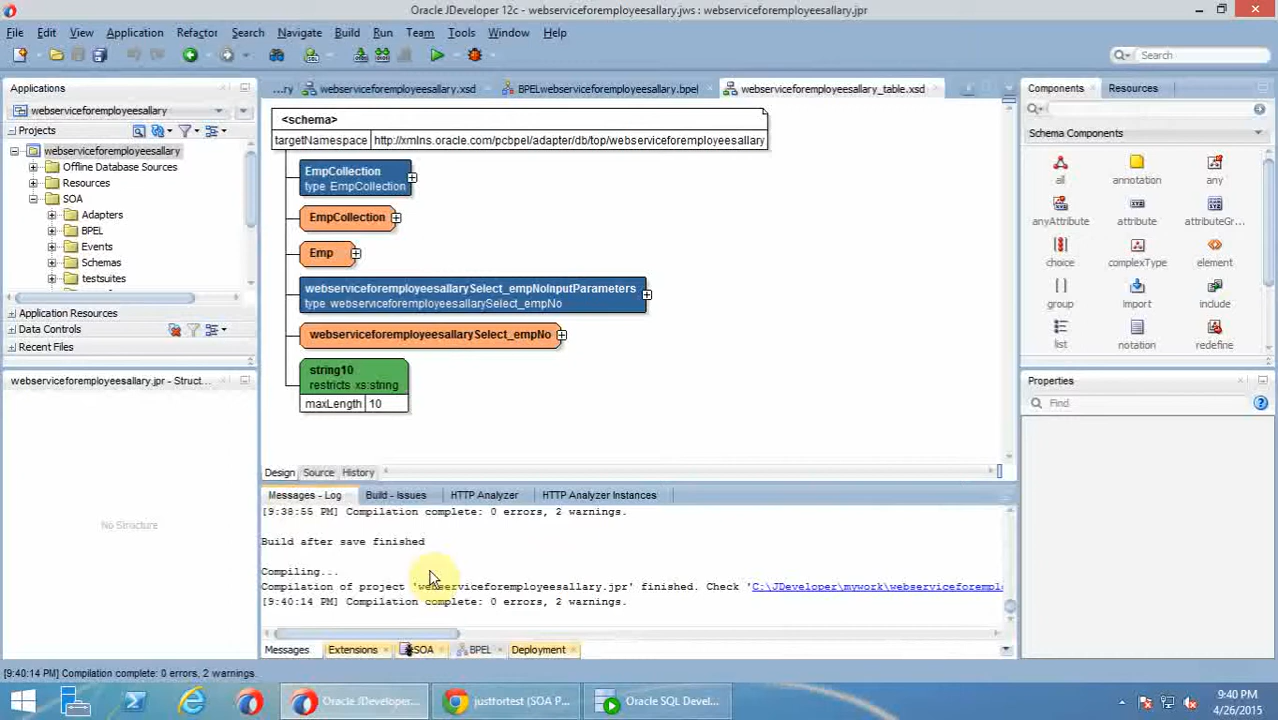 Oracle JDeveloper 12c - webserviceforemployeesallary.jws : webserviceforemployeesallary.jpr
File Edit View Application Refactor Search Navigate Build Run Team Tools Window Help
Search
Applications
webserviceforemployeesallary
Projects
webserviceforemployeesallary
Offline Database Sources
Resources
SOA
Adapters
BPEL
Events
Schemas
testsuites
Application Resources
Data Controls
Recent Files
webserviceforemployeesallary.jpr - Struct...
No Structure
...ry webserviceforemployeesallary.xsd BPELwebserviceforemployeesallary.bpel webserviceforemployeesallary_table.xsd
<schema>
targetNamespace http://xmlns.oracle.com/pcbpel/adapter/db/top/webserviceforemployeesallary
EmpCollection
type EmpCollection
EmpCollection
Emp
webserviceforemployeesallarySelect_empNoInputParameters
type webserviceforemployeesallarySelect_empNo
webserviceforemployeesallarySelect_empNo
string10
restricts xs:string
maxLength 10
Design Source History
Messages - Log Build - Issues HTTP Analyzer HTTP Analyzer Instances
[9:38:55 PM] Compilation complete: 0 errors, 2 warnings.
Build after save finished
Compiling...
Compilation of project 'webserviceforemployeesallary.jpr' finished. Check 'C:\JDeveloper\mywork\webserviceforempl
[9:40:14 PM] Compilation complete: 0 errors, 2 warnings.
Messages Extensions SOA BPEL Deployment
Components Resources
Schema Components
all annotation any
anyAttribute attribute attributeGr...
choice complexType element
group import include
list notation redefine
Properties
Find
[9:40:14 PM] Compilation complete: 0 errors, 2 warnings.
Oracle JDeveloper... justfortest (SOA P... Oracle SQL Devel...
9:40 PM
4/26/2015